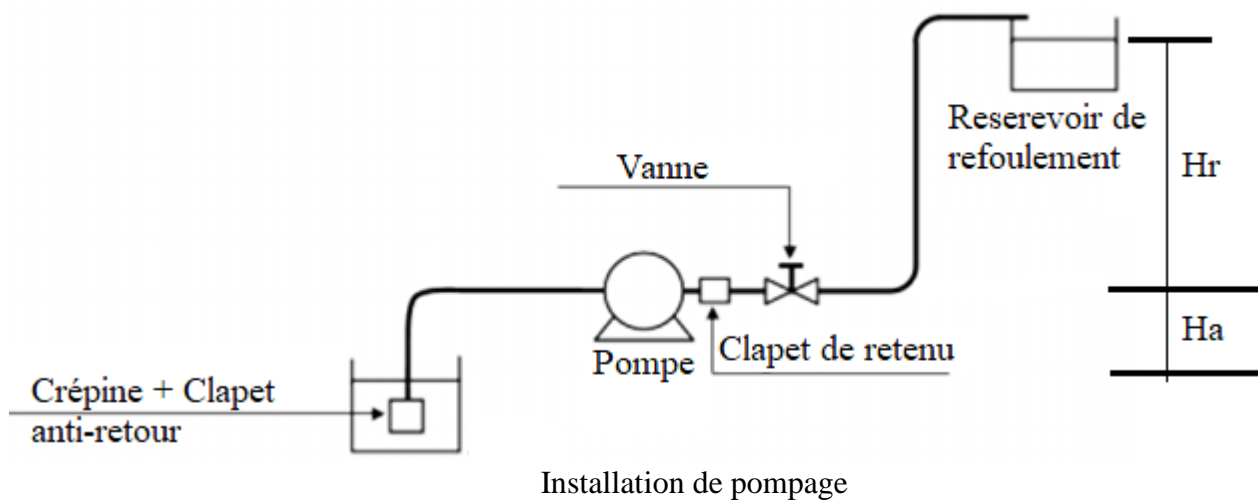 Reserevoir de
refoulement
Hr
Vanne
Ha
Pompe
Clapet de retenu
Crépine + Clapet
anti-retour
Installation de pompage